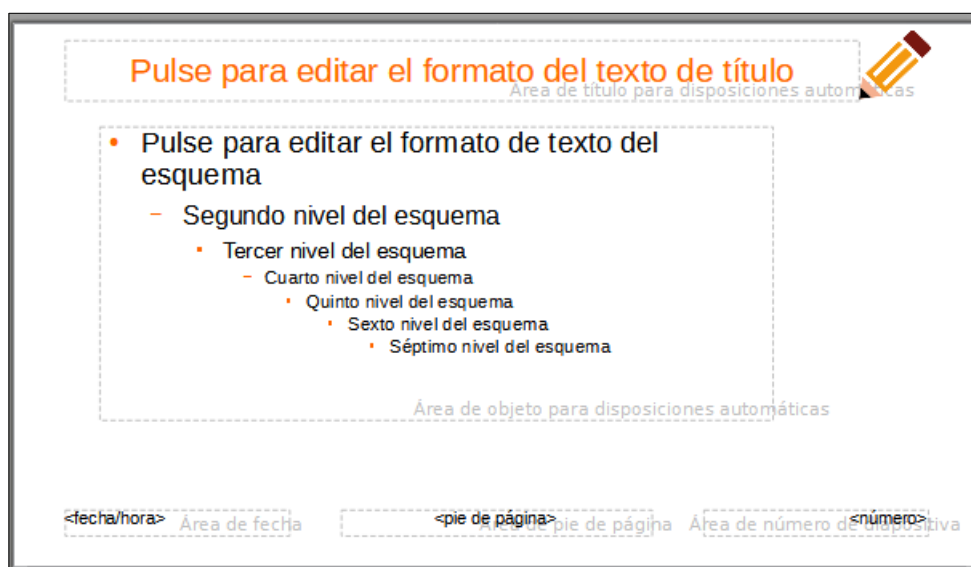 Pulse para editar el formato del texto de título
Área de título para disposiciones automáticas
• Pulse para editar el formato de texto del
esquema
– Segundo nivel del esquema
▪ Tercer nivel del esquema
– Cuarto nivel del esquema
▪ Quinto nivel del esquema
▪ Sexto nivel del esquema
▪ Séptimo nivel del esquema
Área de objeto para disposiciones automáticas
<fecha/hora> Área de fecha
<pie de página> Área de pie de página
<número> Área de número de diapositiva